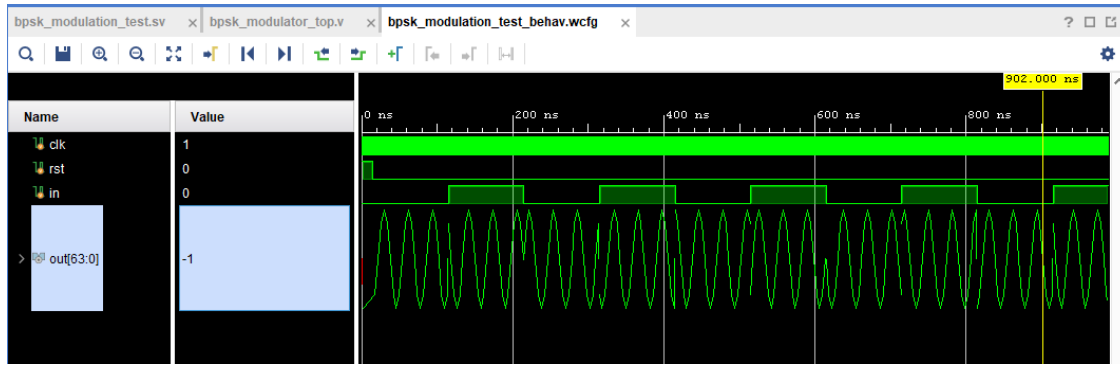 bpsk_modulation_test.sv × bpsk_modulator_top.v × bpsk_modulation_test_behav.wcfg × ?
902.000 ns
Name Value 0 ns 200 ns 400 ns 600 ns 800 ns
clk 1
rst 0
in 0
out[63:0] -1